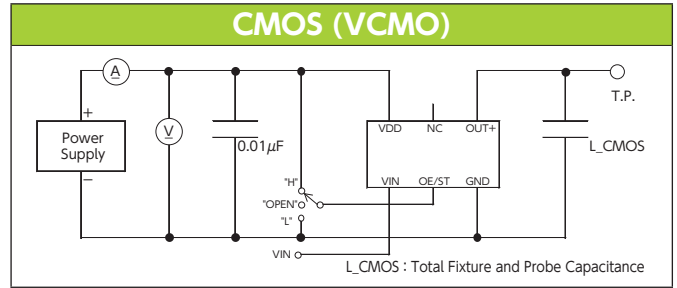 CMOS (VCMO)
A
T.P.
+
Power
Supply
−
V
0.01μF
VDD NC OUT+
VIN OE/ST GND
L_CMOS
"H"
"OPEN"
"L"
VIN
L_CMOS : Total Fixture and Probe Capacitance